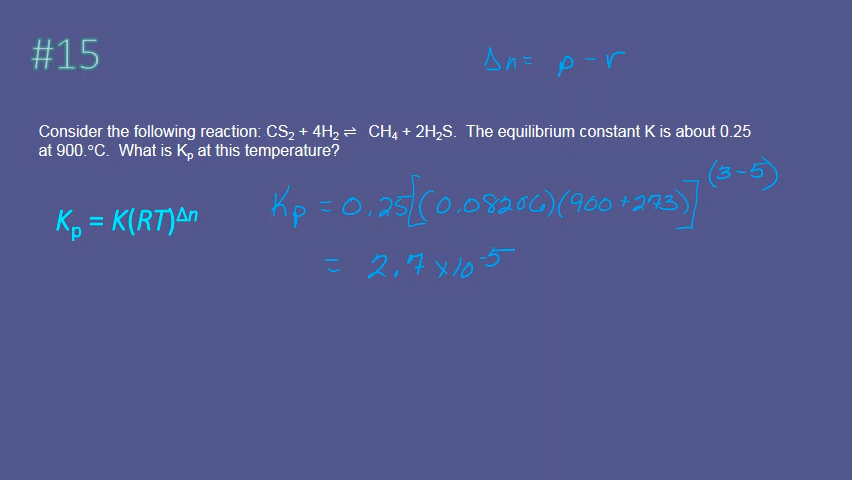 #15
Δn = p - r
Consider the following reaction: CS₂ + 4H₂ ⇌ CH₄ + 2H₂S. The equilibrium constant K is about 0.25
at 900.°C. What is Kₚ at this temperature?
Kₚ = K(RT)^Δn
Kₚ = 0.25[(0.08206)(900+273)]^(3-5)
= 2.7 x 10⁻⁵